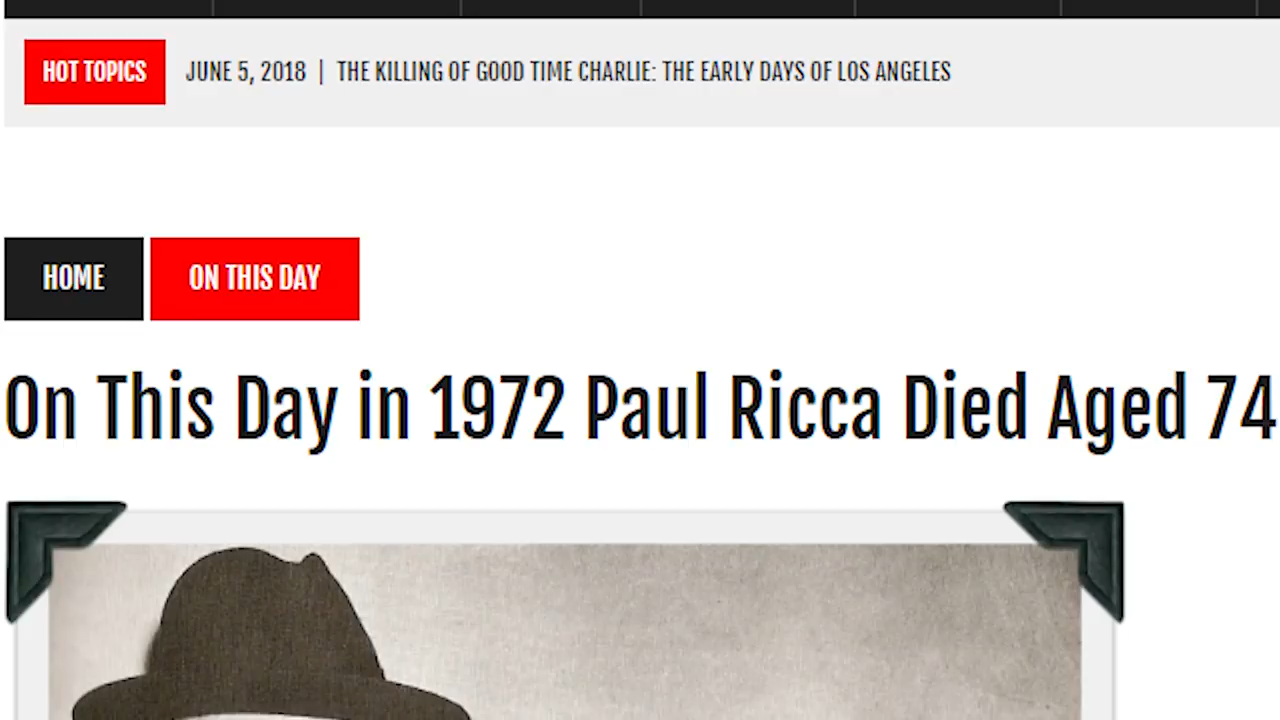 HOT TOPICS JUNE 5, 2018 | THE KILLING OF GOOD TIME CHARLIE: THE EARLY DAYS OF LOS ANGELES
HOME ON THIS DAY
On This Day in 1972 Paul Ricca Died Aged 74